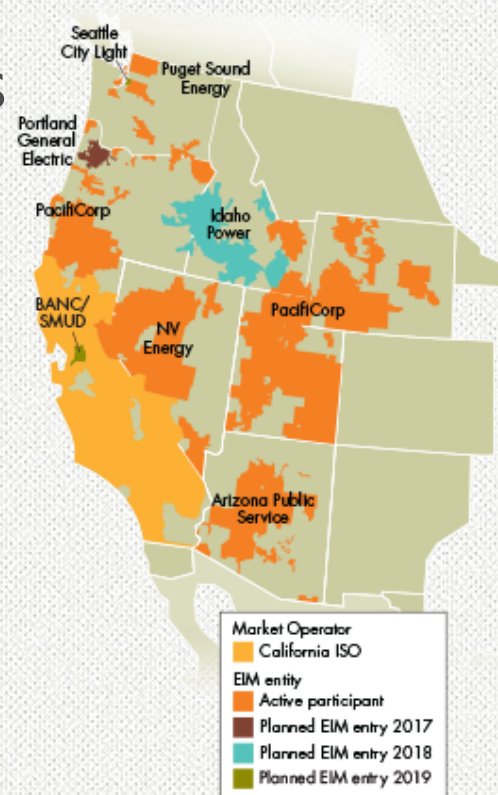 s
Seattle
City Light
Puget Sound
Energy
Portland
General
Electric
PacifiCorp
Idaho
Power
BANC/
SMUD
NV
Energy
PacifiCorp
Arizona Public
Service
Market Operator
California ISO
EIM entity
Active participant
Planned EIM entry 2017
Planned EIM entry 2018
Planned EIM entry 2019